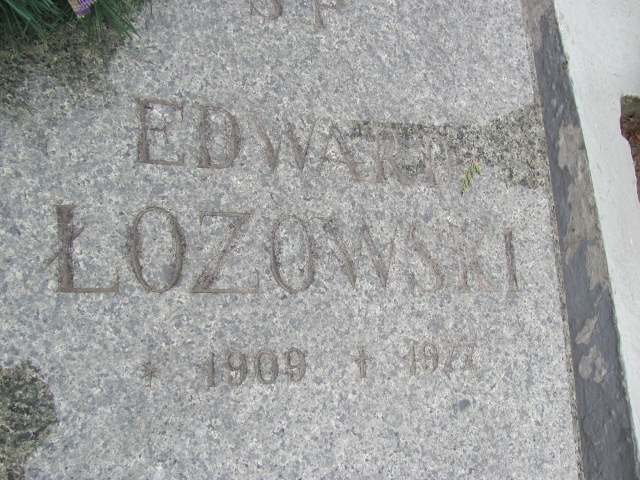 Ś P
EDWARD
ŁOZOWSKI
* 1909 † 1977